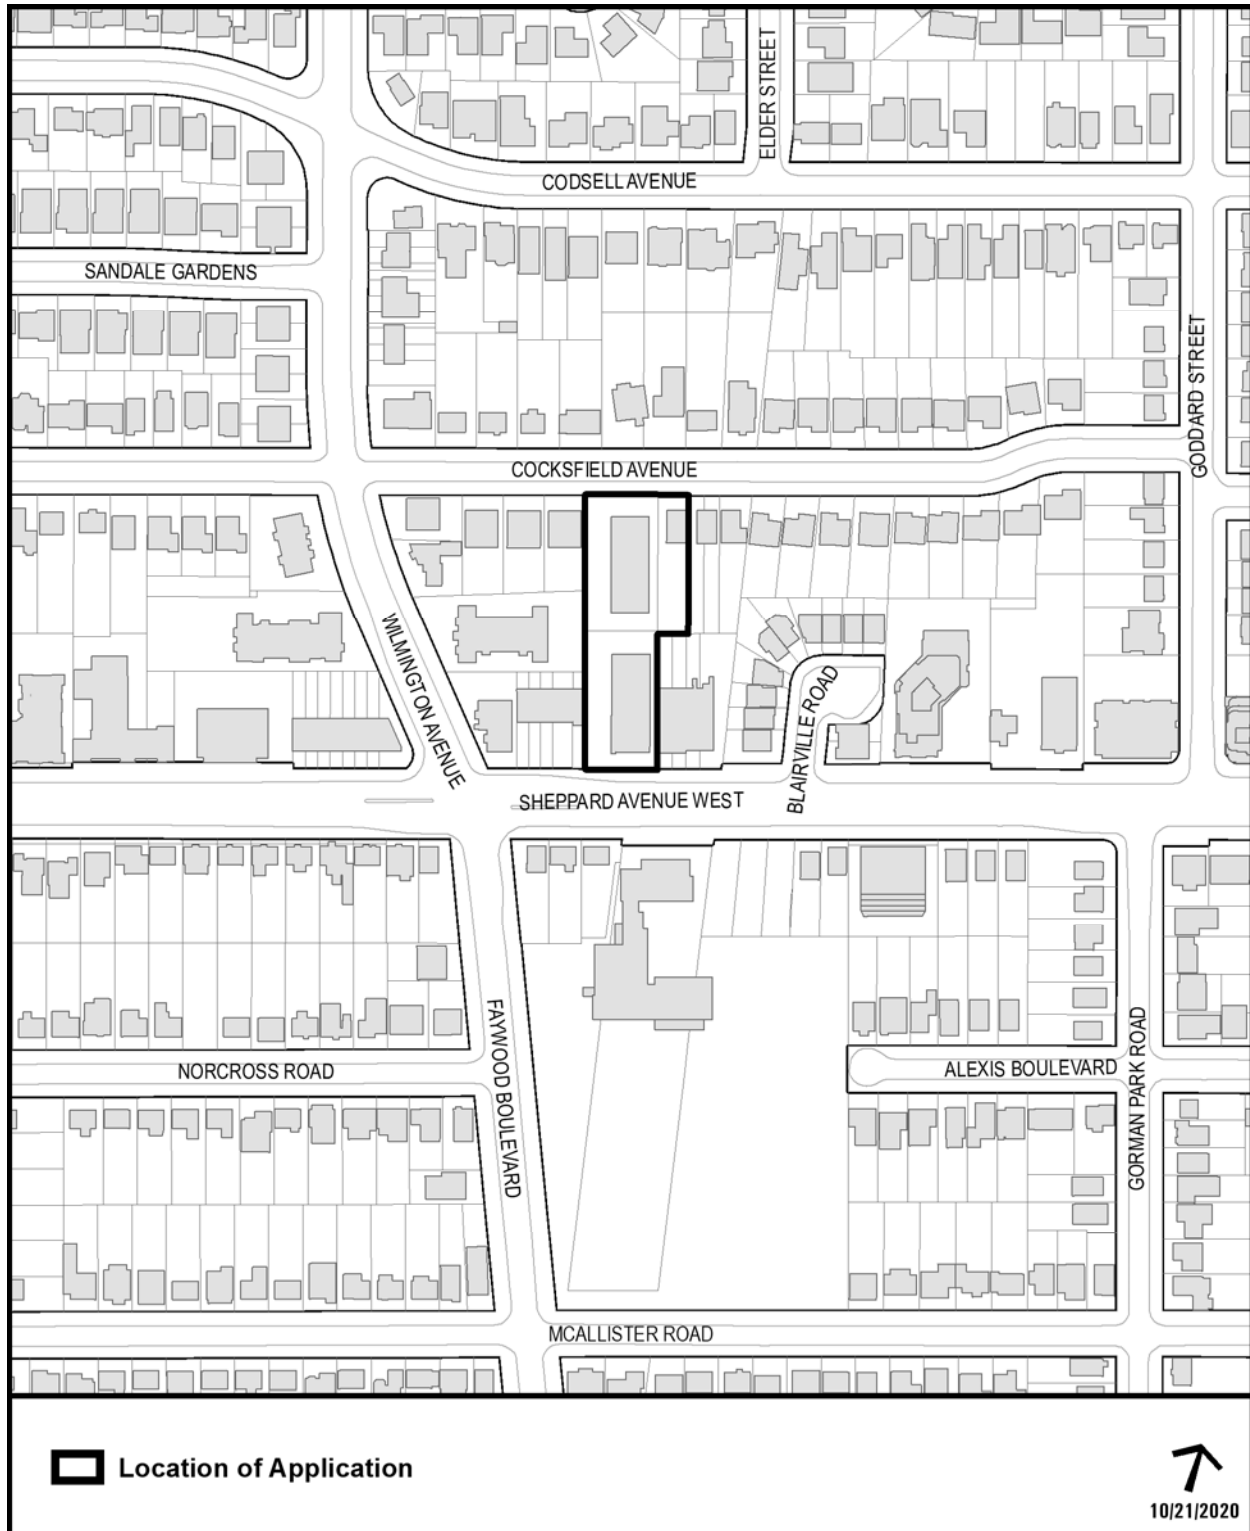 ELDER STREET
CODSELL AVENUE
SANDALE GARDENS
GODDARD STREET
COCKSFIELD AVENUE
WILMINGTON AVENUE
BLAIRVILLE ROAD
SHEPPARD AVENUE WEST
FAYWOOD BOULEVARD
NORCROSS ROAD
ALEXIS BOULEVARD
GORMAN PARK ROAD
MCALLISTER ROAD
Location of Application
10/21/2020